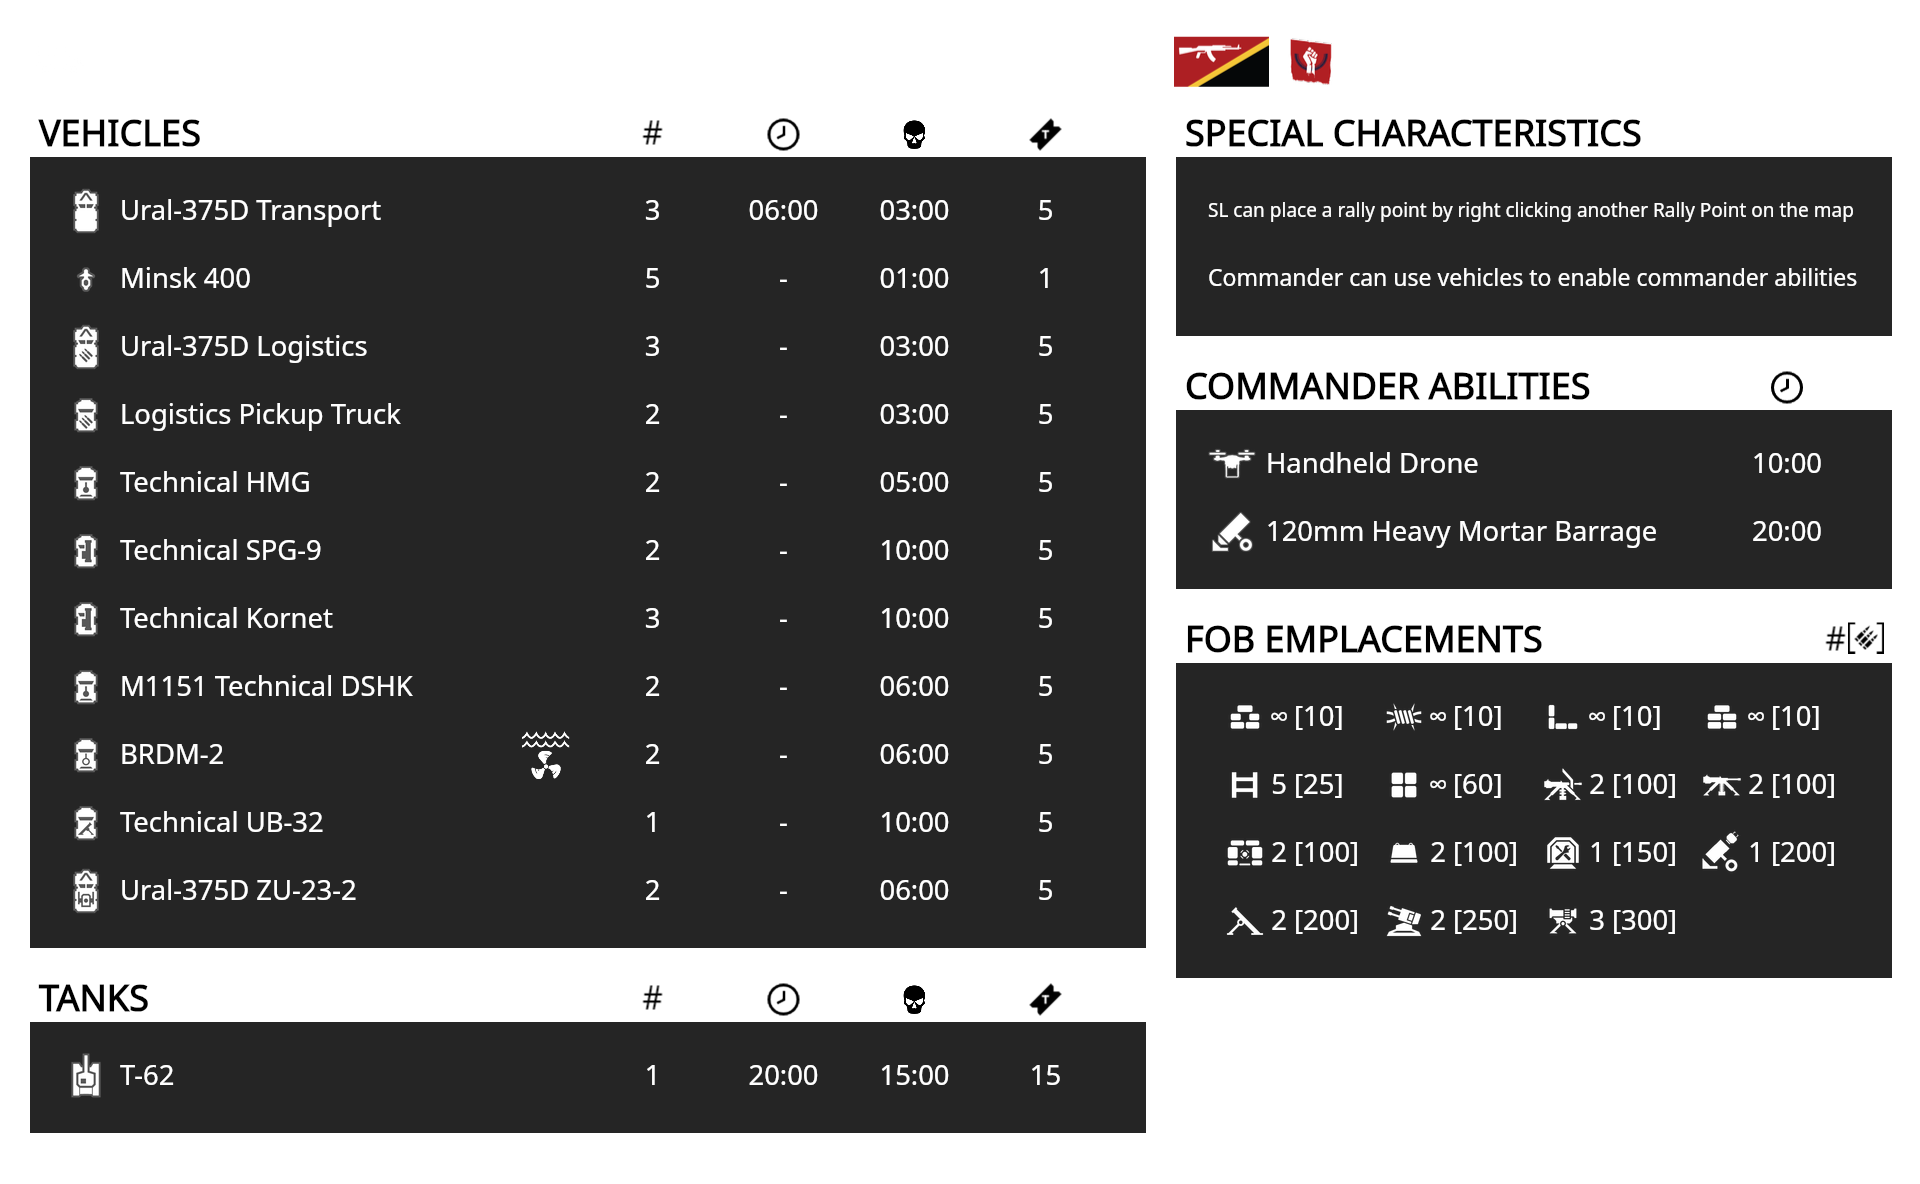 VEHICLES #
Ural-375D Transport 3 06:00 03:00 5
Minsk 400 5 - 01:00 1
Ural-375D Logistics 3 - 03:00 5
Logistics Pickup Truck 2 - 03:00 5
Technical HMG 2 - 05:00 5
Technical SPG-9 2 - 10:00 5
Technical Kornet 3 - 10:00 5
M1151 Technical DSHK 2 - 06:00 5
BRDM-2 2 - 06:00 5
Technical UB-32 1 - 10:00 5
Ural-375D ZU-23-2 2 - 06:00 5
TANKS #
T-62 1 20:00 15:00 15
SPECIAL CHARACTERISTICS
SL can place a rally point by right clicking another Rally Point on the map
Commander can use vehicles to enable commander abilities
COMMANDER ABILITIES
Handheld Drone 10:00
120mm Heavy Mortar Barrage 20:00
FOB EMPLACEMENTS #[]
∞ [10] ∞ [10] ∞ [10] ∞ [10]
5 [25] ∞ [60] 2 [100] 2 [100]
2 [100] 2 [100] 1 [150] 1 [200]
2 [200] 2 [250] 3 [300]